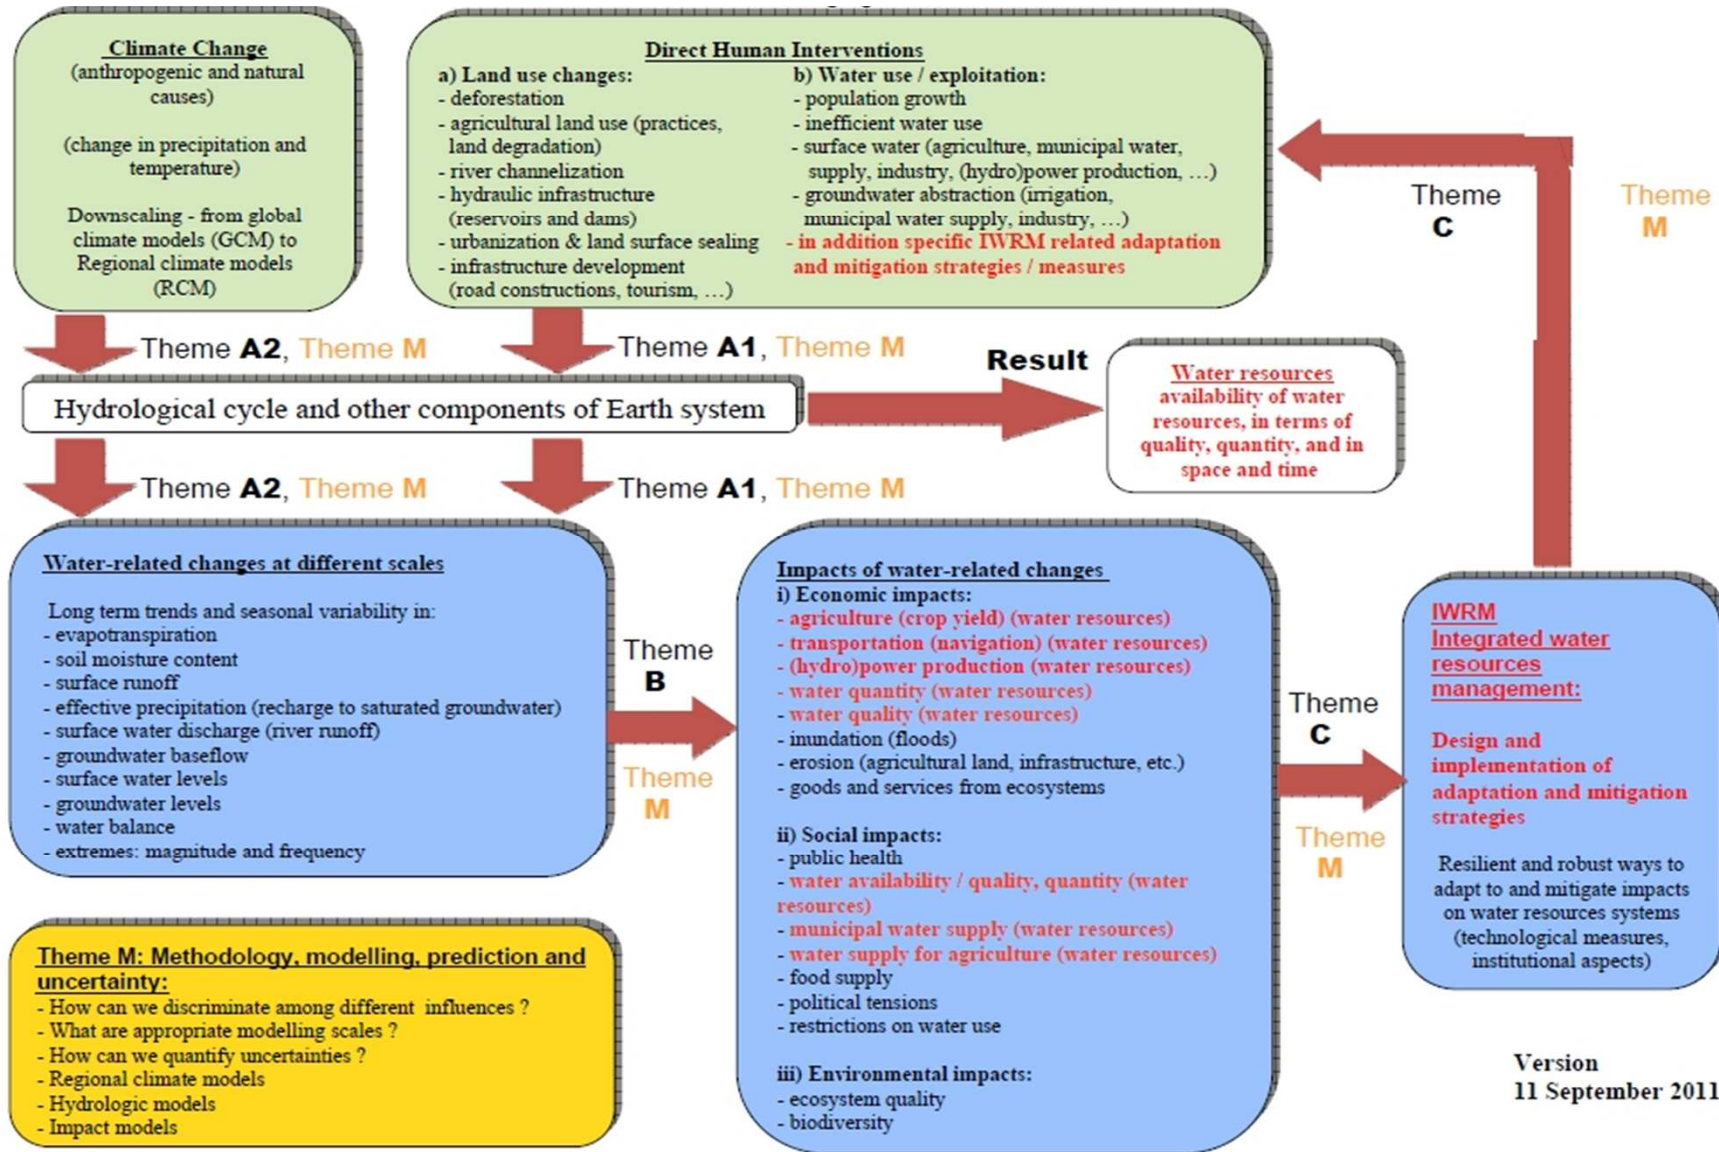 Climate Change
(anthropogenic and natural
causes)
(change in precipitation and
temperature)
Downscaling - from global
climate models (GCM) to
Regional climate models
(RCM)
Direct Human Interventions
a) Land use changes:
- deforestation
- agricultural land use (practices,
land degradation)
- river channelization
- hydraulic infrastructure
(reservoirs and dams)
- urbanization & land surface sealing
- infrastructure development
(road constructions, tourism, …)
b) Water use / exploitation:
- population growth
- inefficient water use
- surface water (agriculture, municipal water,
supply, industry, (hydro)power production, …)
- groundwater abstraction (irrigation,
municipal water supply, industry, …)
- in addition specific IWRM related adaptation
and mitigation strategies / measures
Theme
C
Theme
M
Theme A2, Theme M
Theme A1, Theme M
Hydrological cycle and other components of Earth system
Result
Water resources
availability of water
resources, in terms of
quality, quantity, and in
space and time
Theme A2, Theme M
Theme A1, Theme M
Water-related changes at different scales
Long term trends and seasonal variability in:
- evapotranspiration
- soil moisture content
- surface runoff
- effective precipitation (recharge to saturated groundwater)
- surface water discharge (river runoff)
- groundwater baseflow
- surface water levels
- groundwater levels
- water balance
- extremes: magnitude and frequency
Theme
B
Theme
M
Impacts of water-related changes
i) Economic impacts:
- agriculture (crop yield) (water resources)
- transportation (navigation) (water resources)
- (hydro)power production (water resources)
- water quantity (water resources)
- water quality (water resources)
- inundation (floods)
- erosion (agricultural land, infrastructure, etc.)
- goods and services from ecosystems
ii) Social impacts:
- public health
- water availability / quality, quantity (water
resources)
- municipal water supply (water resources)
- water supply for agriculture (water resources)
- food supply
- political tensions
- restrictions on water use
iii) Environmental impacts:
- ecosystem quality
- biodiversity
Theme
C
Theme
M
IWRM
Integrated water
resources
management:
Design and
implementation of
adaptation and mitigation
strategies
Resilient and robust ways to
adapt to and mitigate impacts
on water resources systems
(technological measures,
institutional aspects)
Theme M: Methodology, modelling, prediction and
uncertainty:
- How can we discriminate among different influences ?
- What are appropriate modelling scales ?
- How can we quantify uncertainties ?
- Regional climate models
- Hydrologic models
- Impact models
Version
11 September 2011